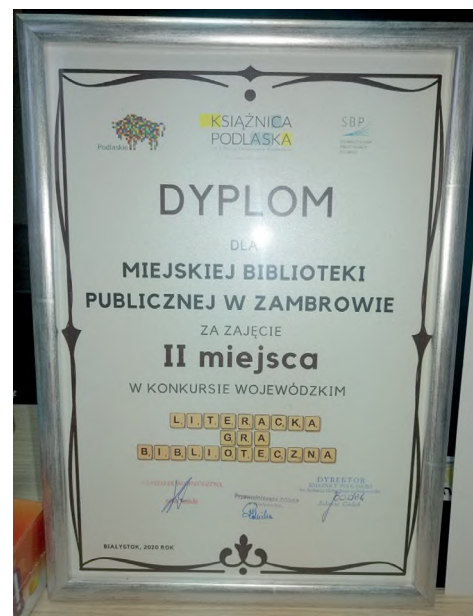 Podlaskie
KSIĄŻNICA
PODLASKA
SBP
DYPLOM
DLA
MIEJSKIEJ BIBLIOTEKI
PUBLICZNEJ W ZAMBROWIE
ZA ZAJĘCIE
II miejsca
W KONKURSIE WOJEWÓDZKIM
LITERACKA
GRA
BIBLIOTECZNA
DYREKTOR
BIAŁYSTOK, 2020 ROK